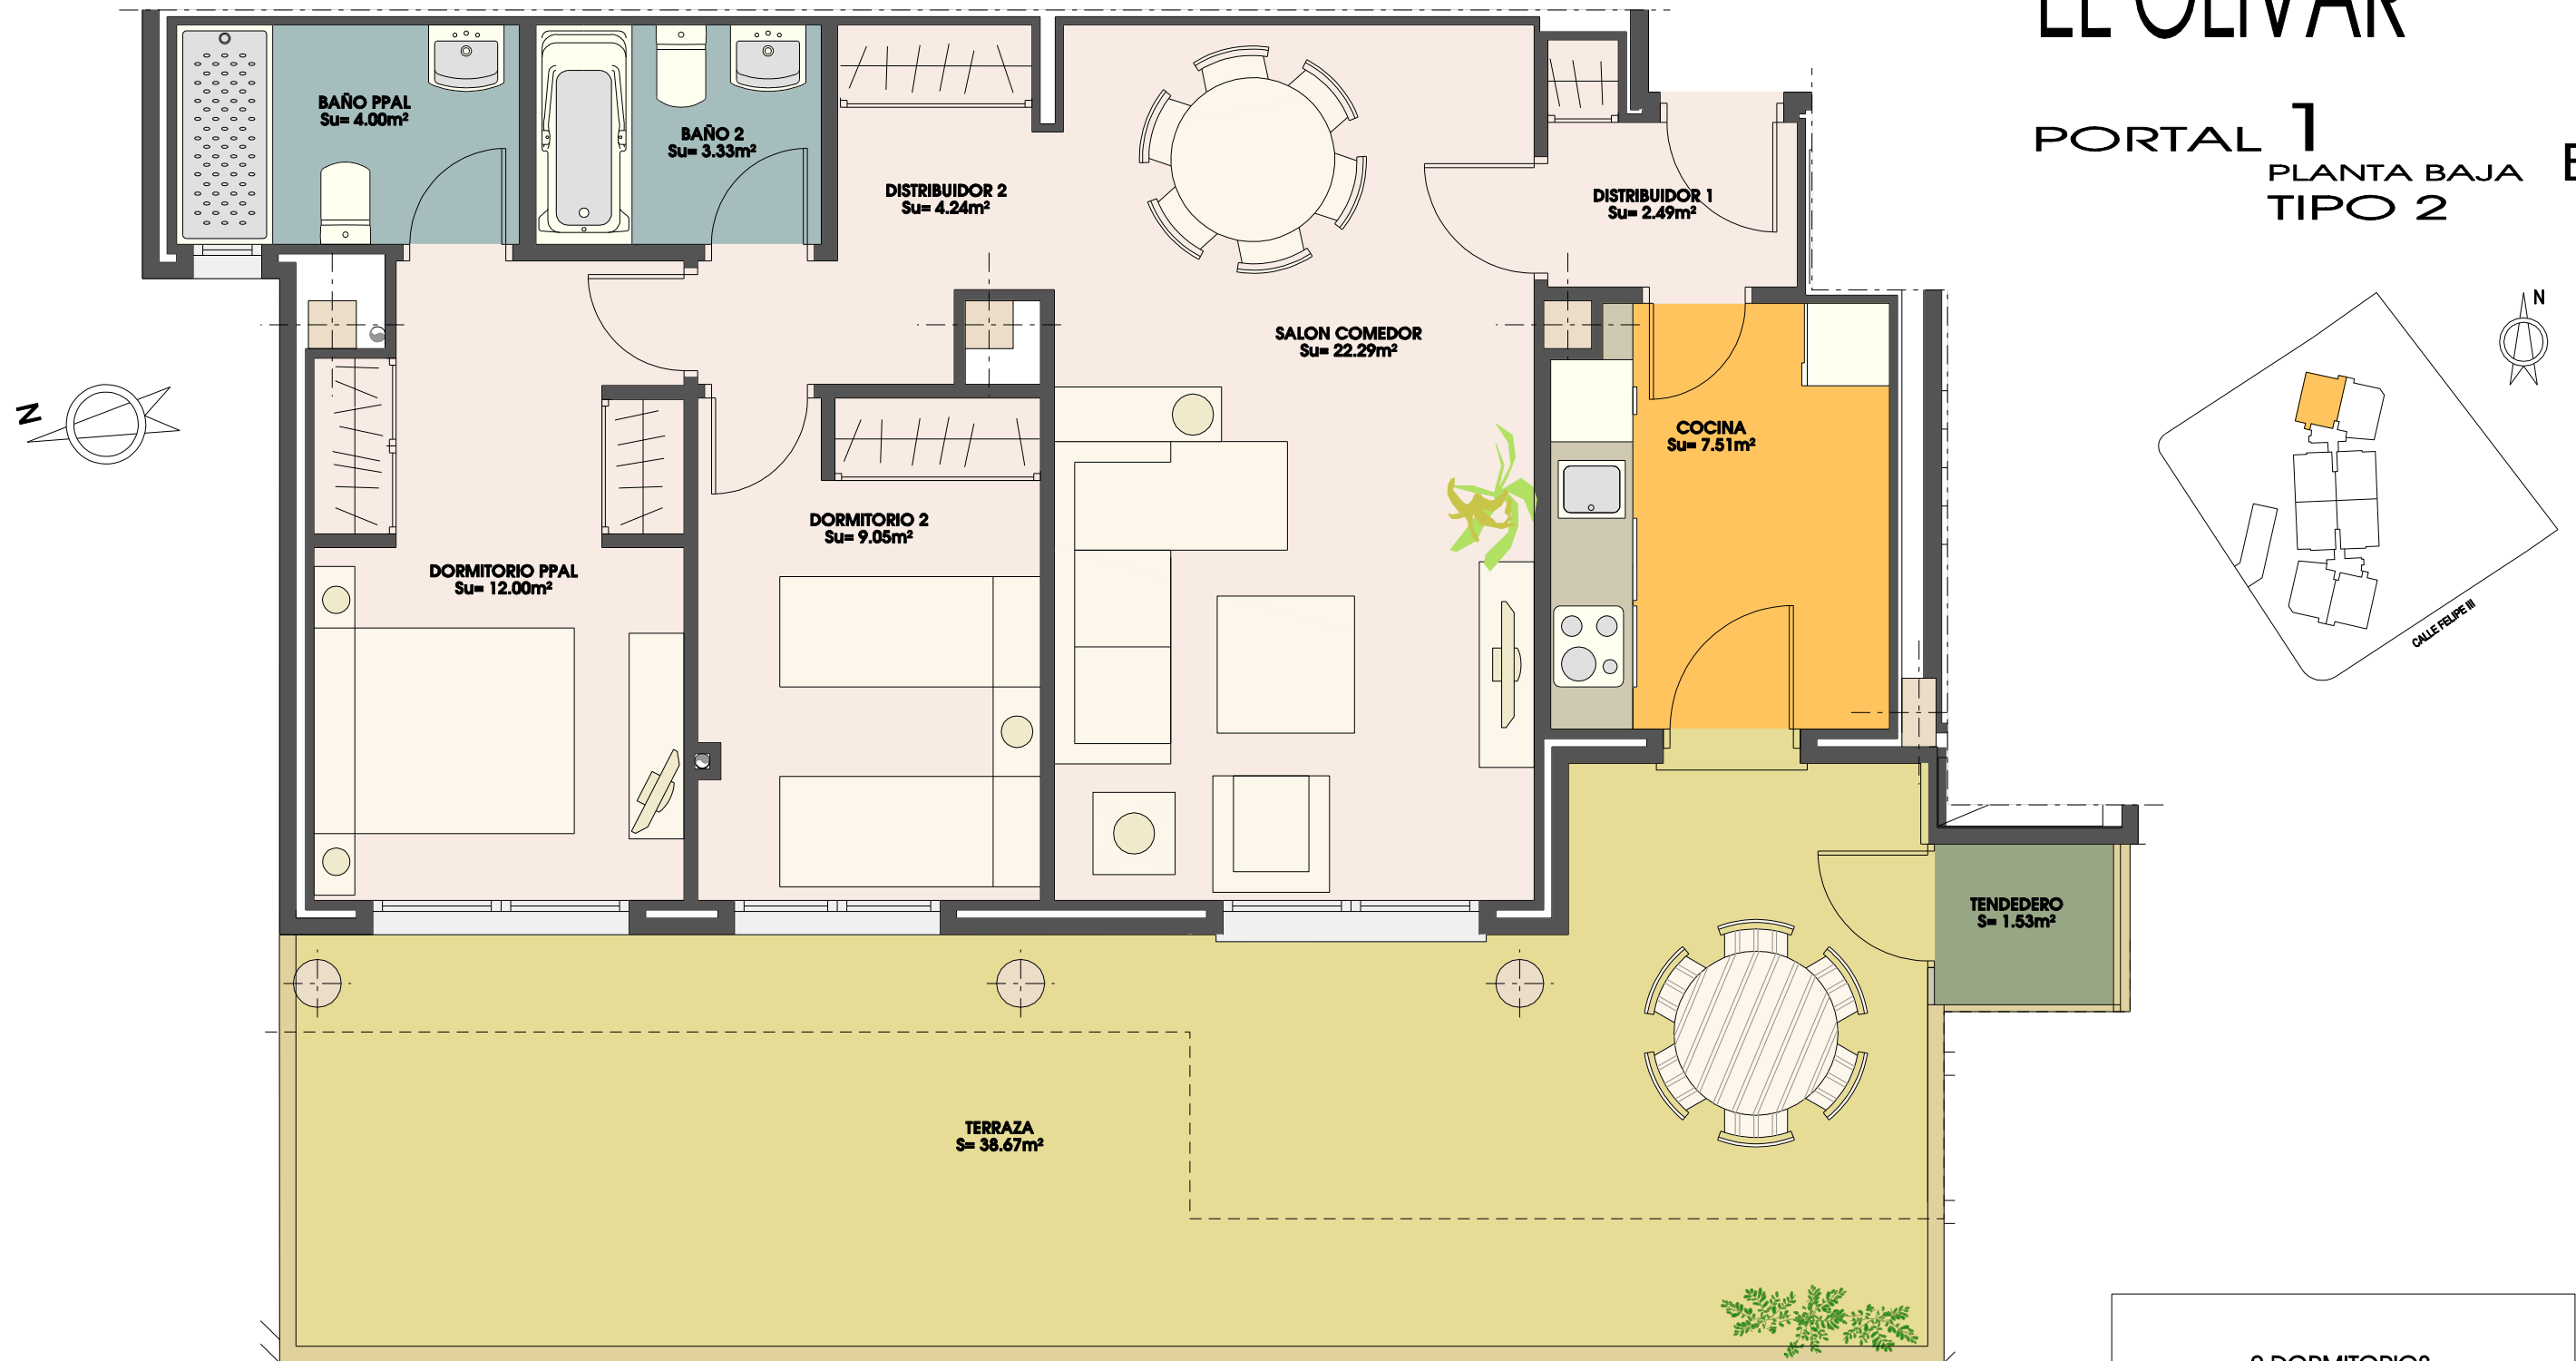 EL OLIVAR
PORTAL 1
PLANTA BAJA
TIPO 2
BAÑO PPAL
Su= 4.00m²
BAÑO 2
Su= 3.33m²
DISTRIBUIDOR 2
Su= 4.24m²
DISTRIBUIDOR 1
Su= 2.49m²
SALON COMEDOR
Su= 22.29m²
N
N
COCINA
Su= 7.51m²
DORMITORIO 2
Su= 9.05m²
DORMITORIO PPAL
Su= 12.00m²
CALLE FELIPE III
TENDEDERO
S= 1.53m²
TERRAZA
S= 38.67m²